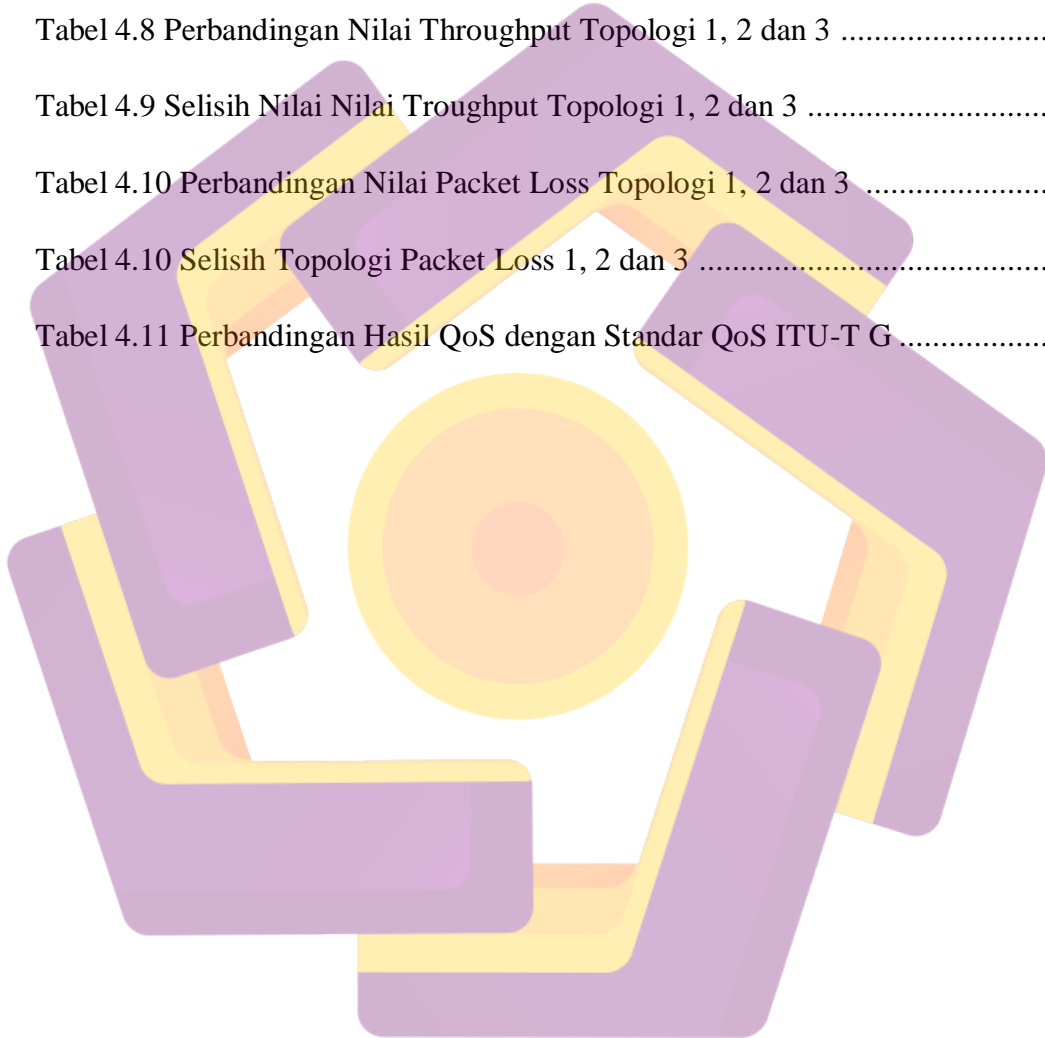 Tabel 4.8 Perbandingan Nilai Throughput Topologi 1, 2 dan 3 .........................
Tabel 4.9 Selisih Nilai Nilai Troughput Topologi 1, 2 dan 3 .............................
Tabel 4.10 Perbandingan Nilai Packet Loss Topologi 1, 2 dan 3 ......................
Tabel 4.10 Selisih Topologi Packet Loss 1, 2 dan 3 ..........................................
Tabel 4.11 Perbandingan Hasil QoS dengan Standar QoS ITU-T G ..................